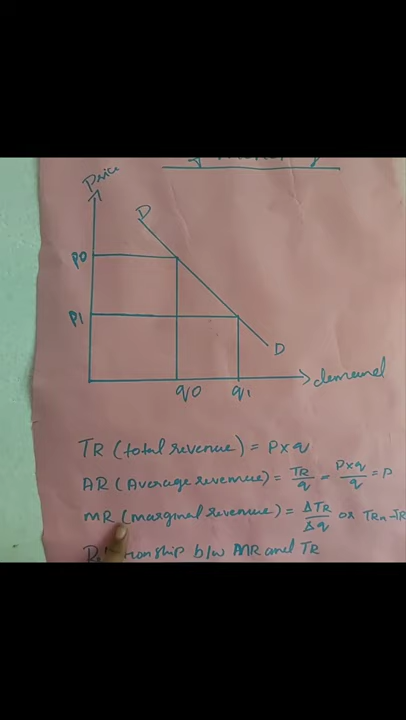 Price
D
P0
P1
D
q0 q1
demand
TR (total revenue) = P×q
AR (Average revenue) = TR/q = P×q/q = P
MR (marginal revenue) = ΔTR/Δq or TRn-TR
b/w MR and TR